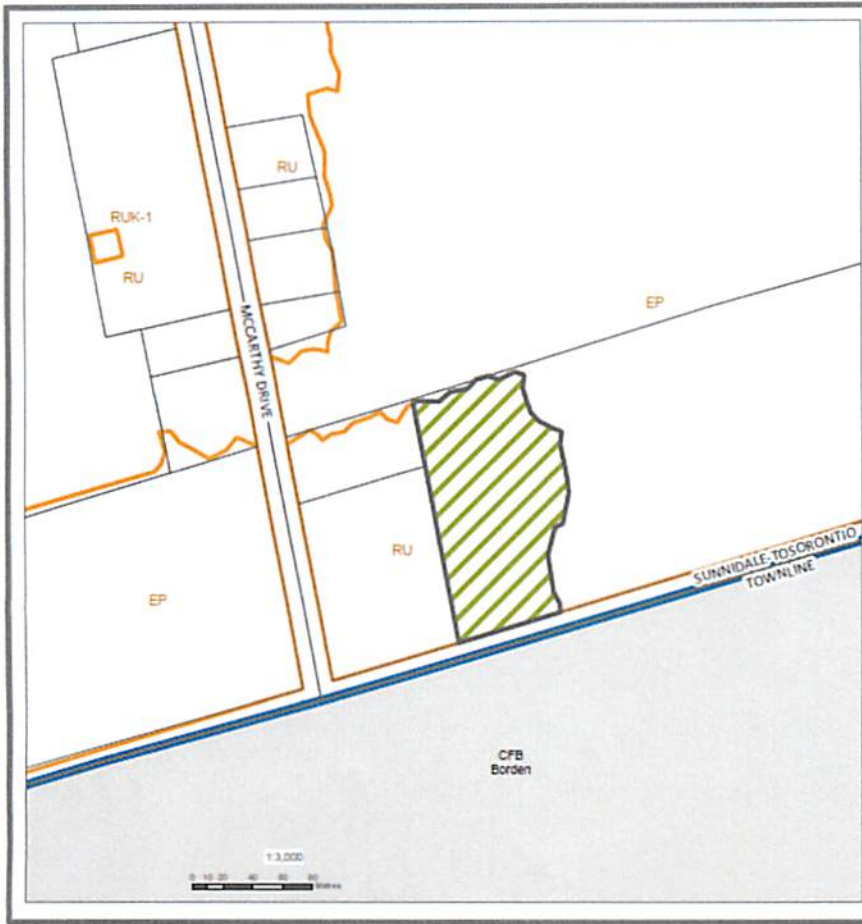 RU
RUK-1
RU
MCCARTHY DRIVE
EP
RU
EP
SUNNIDALE-TOSORONTIO
TOWNLINE
CFB
Borden
1:3,000
0 10 20 40 60 80
Metres